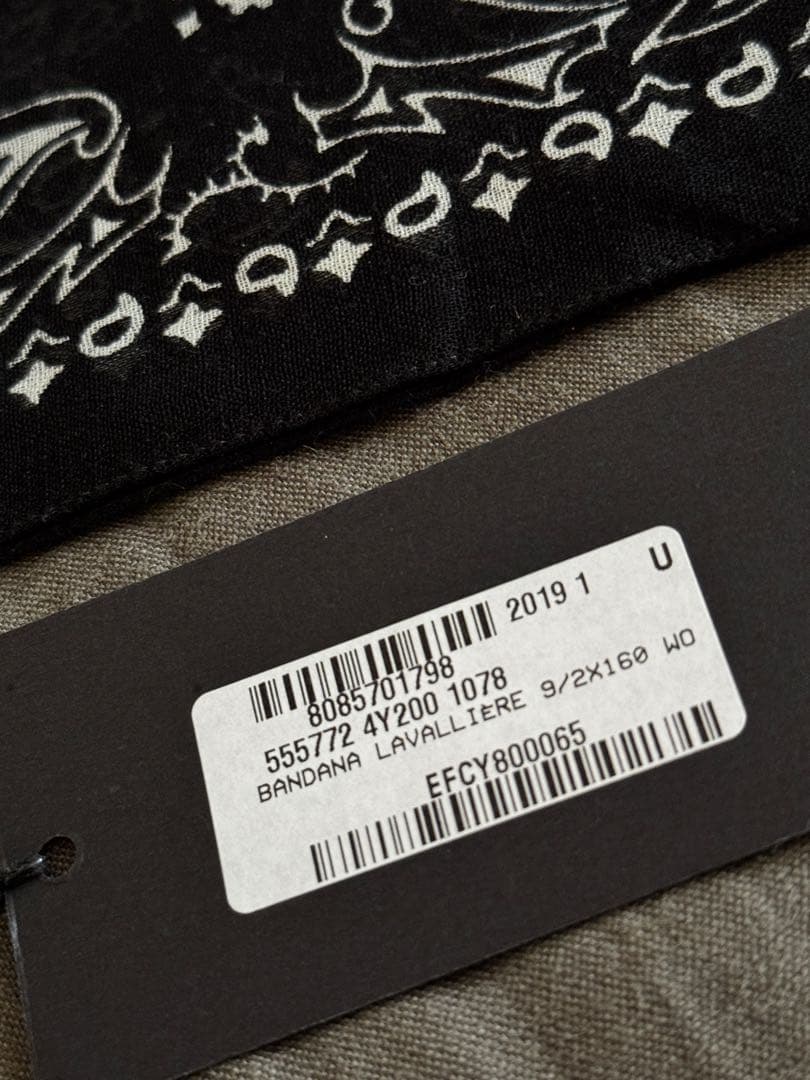 2019 1 U
8085701798
555772 4Y200 1078
BANDANA LAVALLIÈRE 9/2X160 WO
EFCY800065